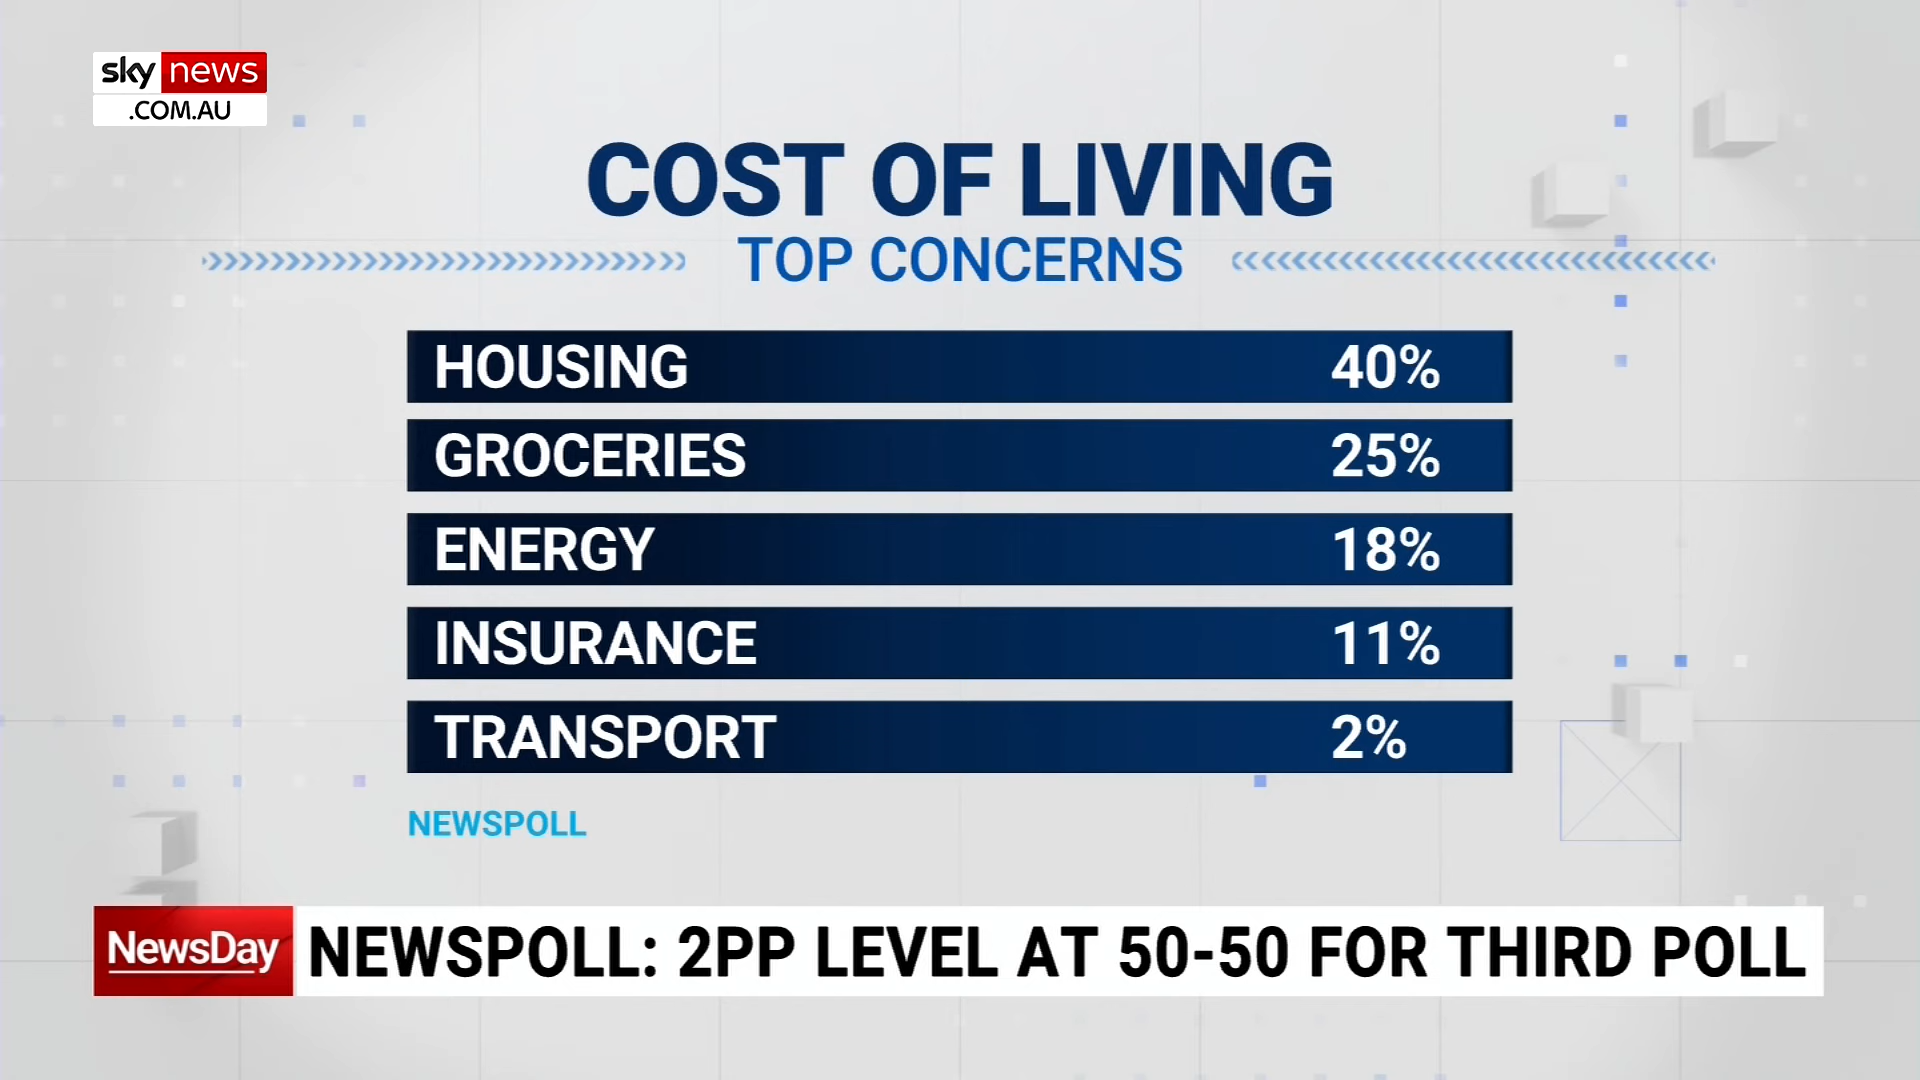 sky news
.COM.AU
COST OF LIVING
TOP CONCERNS
HOUSING 40%
GROCERIES 25%
ENERGY 18%
INSURANCE 11%
TRANSPORT 2%
NEWSPOLL
NewsDay NEWSPOLL: 2PP LEVEL AT 50-50 FOR THIRD POLL